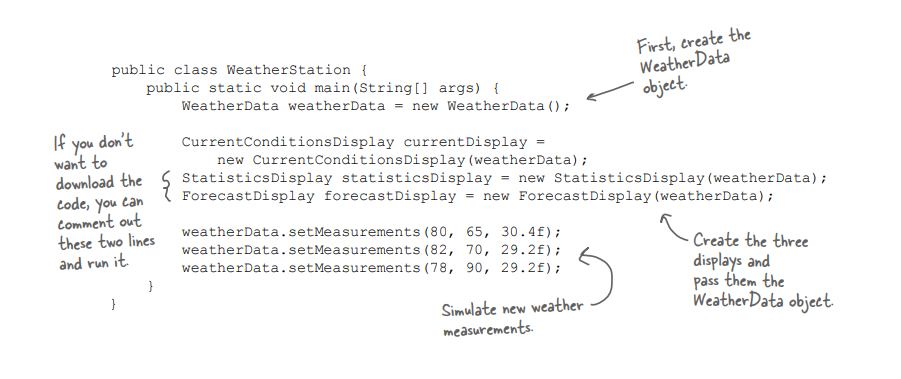 First, create the
WeatherData
object.
public class WeatherStation {
public static void main(String[] args) {
WeatherData weatherData = new WeatherData();
CurrentConditionsDisplay currentDisplay =
new CurrentConditionsDisplay(weatherData);
StatisticsDisplay statisticsDisplay = new StatisticsDisplay(weatherData);
ForecastDisplay forecastDisplay = new ForecastDisplay(weatherData);
If you don't
want to
download the
code, you can
comment out
these two lines
and run it.
weatherData.setMeasurements(80, 65, 30.4f);
weatherData.setMeasurements(82, 70, 29.2f);
weatherData.setMeasurements(78, 90, 29.2f);
}
}
Create the three
displays and
pass them the
WeatherData object.
Simulate new weather
measurements.